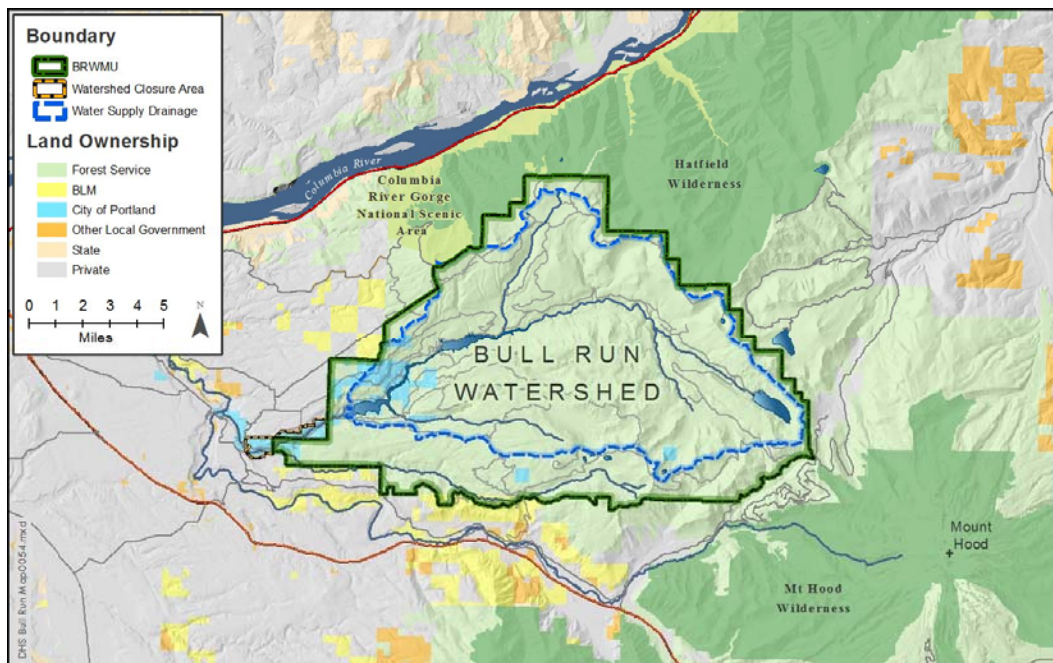 Boundary
BRWMU
Watershed Closure Area
Water Supply Drainage
Land Ownership
Forest Service
BLM
City of Portland
Other Local Government
State
Private
0 1 2 3 4 5
Miles
N
Columbia River
Columbia
River Gorge
National Scenic
Area
Hatfield
Wilderness
BULL RUN
WATERSHED
Mount
Hood
Mt Hood
Wilderness
DHS Bull Run Map0054.mxd